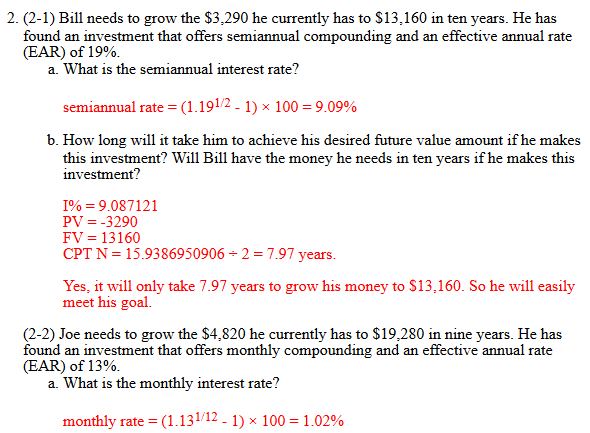 2. (2-1) Bill needs to grow the $3,290 he currently has to $13,160 in ten years. He has
found an investment that offers semiannual compounding and an effective annual rate
(EAR) of 19%.
a. What is the semiannual interest rate?
semiannual rate = (1.19^1/2 - 1) × 100 = 9.09%
b. How long will it take him to achieve his desired future value amount if he makes
this investment? Will Bill have the money he needs in ten years if he makes this
investment?
I% = 9.087121
PV = -3290
FV = 13160
CPT N = 15.9386950906 ÷ 2 = 7.97 years.
Yes, it will only take 7.97 years to grow his money to $13,160. So he will easily
meet his goal.
(2-2) Joe needs to grow the $4,820 he currently has to $19,280 in nine years. He has
found an investment that offers monthly compounding and an effective annual rate
(EAR) of 13%.
a. What is the monthly interest rate?
monthly rate = (1.13^1/12 - 1) × 100 = 1.02%